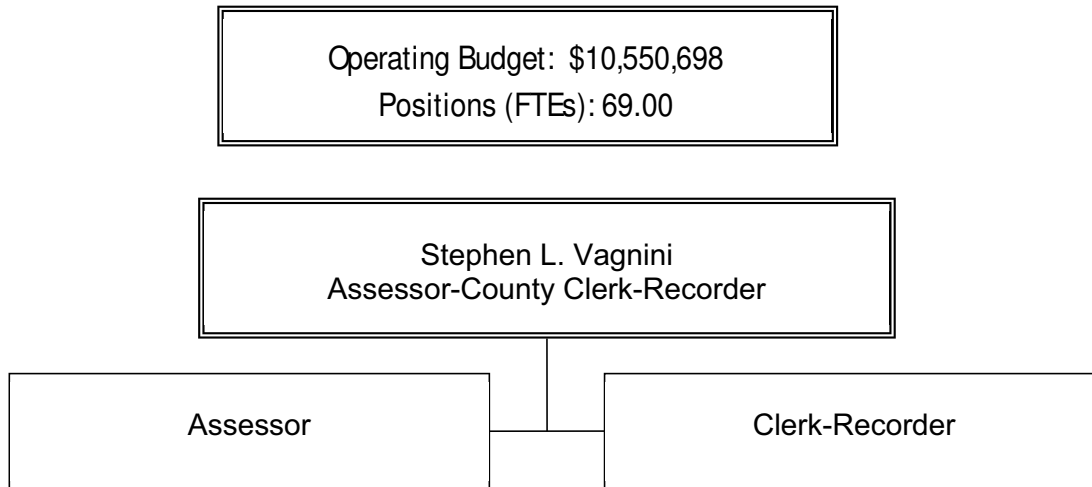 Operating Budget: $10,550,698
Positions (FTEs): 69.00
Stephen L. Vagnini
Assessor-County Clerk-Recorder
Assessor
Clerk-Recorder